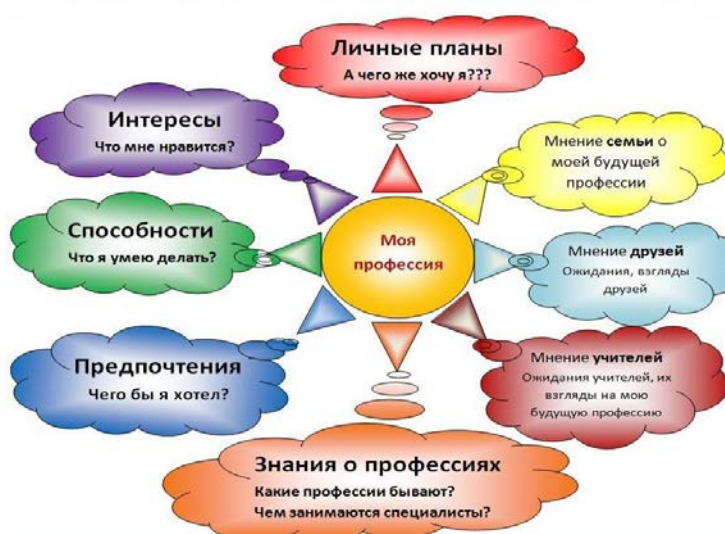 Личные планы
А чего же хочу я???
Интересы
Что мне нравится?
Мнение семьи о
моей будущей
профессии
Способности
Что я умею делать?
Моя
профессия
Мнение друзей
Ожидания, взгляды
друзей
Предпочтения
Чего бы я хотел?
Мнение учителей
Ожидания учителей, их
взгляды на мою
будущую профессию
Знания о профессиях
Какие профессии бывают?
Чем занимаются специалисты?